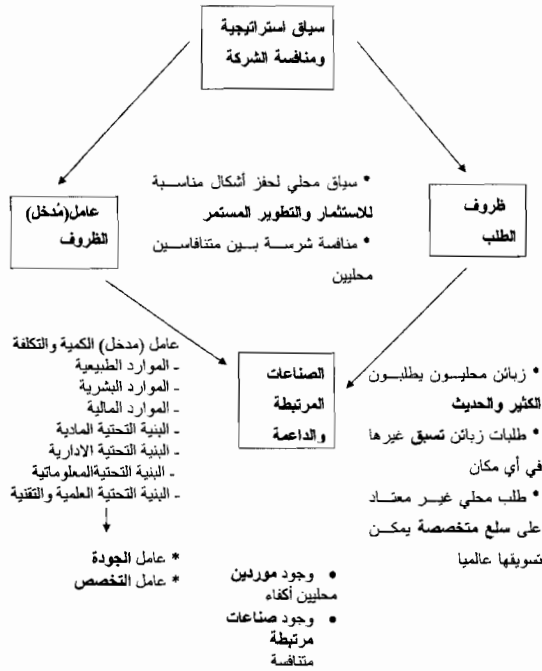 سياق استراتيجية
ومنافسة الشركة
• سياق محلي لحفز أشكال مناسبة
للاستثمار والتطوير المستمر
• منافسة شرسة بين متنافاسين
محليين
ظروف
الطلب
عامل(مُدخل)
الظروف
الصناعات
المرتبطة
والداعمة
• زبائن محليون يطلبون
الكثير والحديث
• طلبات زبائن تسبق غيرها
في أي مكان
• طلب محلي غير معتاد
على سلع متخصصة يمكن
تسويقها عالميا
عامل (مدخل) الكمية والتكلفة
- الموارد الطبيعية
- الموارد البشرية
- الموارد المالية
- البنية التحتية المادية
- البنية التحتية الادارية
- البنية التحتيةالمعلوماتية
- البنية التحتية العلمية والتقنية
* عامل الجودة
* عامل التخصص
• وجود موردين
محليين أكفاء
• وجود صناعات
مرتبطة
متنافسة